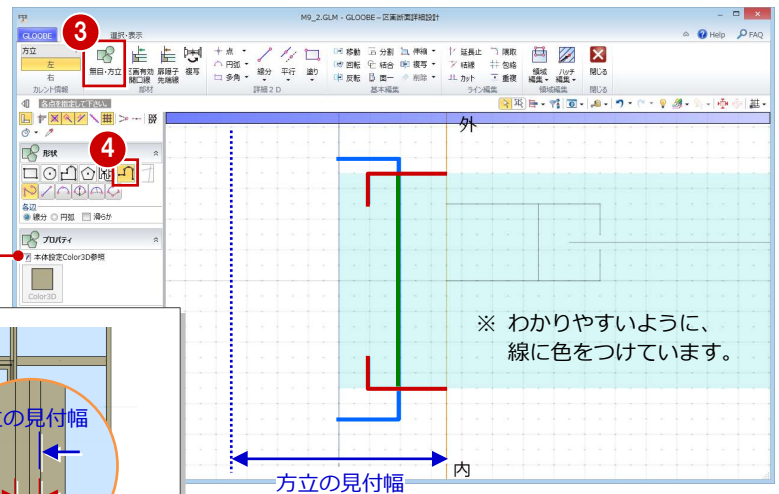 M9_2.GLM - GLOOBE - 区画断面詳細設計
GLOOBE 3 選択・表示 Help FAQ
方立
左
右
無目・方立 区画有効開口線 扉障子先端線 複写
点 円弧 多角 線分 平行 塗り
移動 分割 伸縮
回転 結合 複写
反転 面一 削除
延長止 隅取
結線 包絡
カット 重複
領域編集 ハッチ編集 閉じる
カレント情報 部材 詳細2D 基本編集 ライン編集 領域編集 閉じる
各点を指定して下さい。
形状 4
各辺
線分 円弧 滑らか
プロパティ
本体設定Color3D参照
Color3D
外
※ わかりやすいように、
線に色をつけています。
立の見付幅
方立の見付幅
内